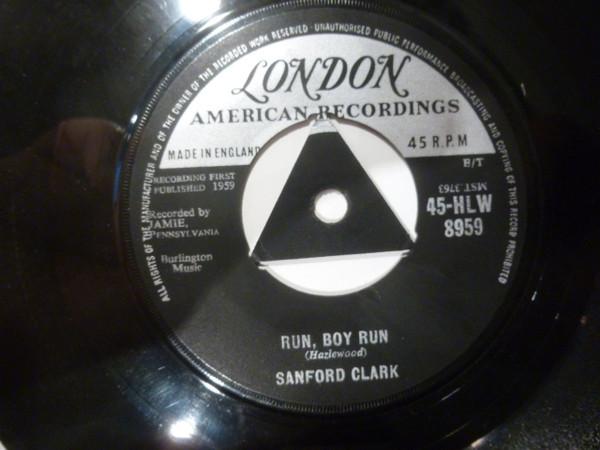 ALL RIGHTS OF THE MANUFACTURER AND OF THE OWNER OF THE RECORDED WORK RESERVED · UNAUTHORISED PUBLIC PERFORMANCE BROADCASTING AND COPYING OF THIS RECORD PROHIBITED
LONDON
AMERICAN RECORDINGS
MADE IN ENGLAND
45 R.P.M
B/T
RECORDING FIRST
PUBLISHED 1959
MST.3763
45-HLW
8959
Recorded by
JAMIE,
PENNSYLVANIA
Burlington
Music
RUN, BOY RUN
(Hazlewood)
SANFORD CLARK